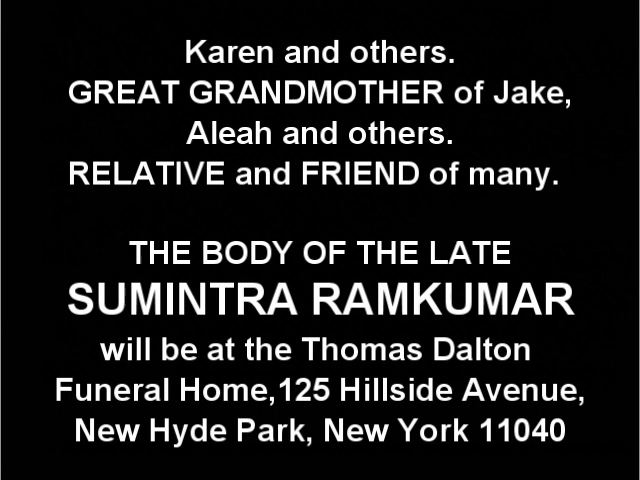 Karen and others.
GREAT GRANDMOTHER of Jake,
Aleah and others.
RELATIVE and FRIEND of many.
THE BODY OF THE LATE
SUMINTRA RAMKUMAR
will be at the Thomas Dalton
Funeral Home,125 Hillside Avenue,
New Hyde Park, New York 11040